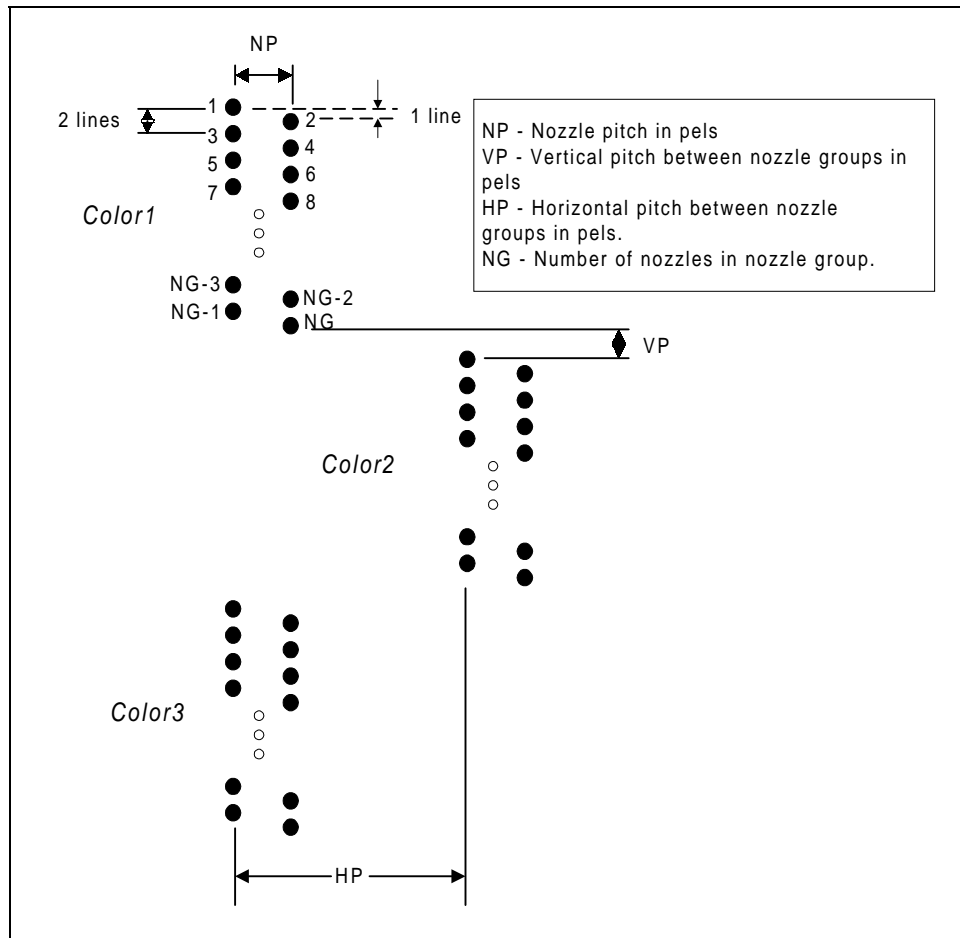 NP
1
2 lines
2
1 line
3
4
5
6
7
8
Color1
NP - Nozzle pitch in pels
VP - Vertical pitch between nozzle groups in
pels
HP - Horizontal pitch between nozzle
groups in pels.
NG - Number of nozzles in nozzle group.
NG-3
NG-2
NG-1
NG
VP
Color2
Color3
HP